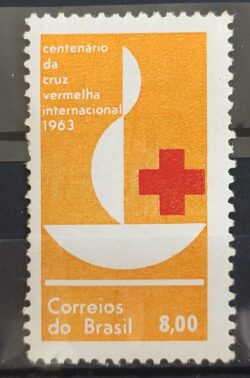 centenário
da
cruz
vermelha
internacional
1963
Correios
do Brasil 8,00